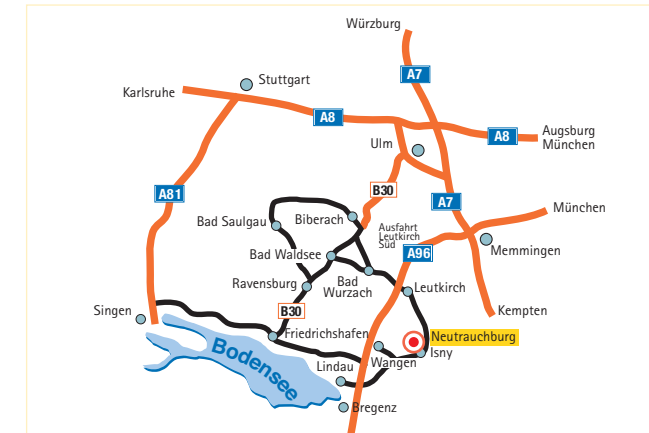 Würzburg
A7
Stuttgart
Karlsruhe
A8
A8
Augsburg
München
Ulm
B30
A81
A7
München
Bad Saulgau
Biberach
Ausfahrt
Leutkirch
Süd
A96
Memmingen
Bad Waldsee
Ravensburg
Bad
Wurzach
Leutkirch
B30
Kempten
Singen
Friedrichshafen
Neutrauchburg
Isny
Wangen
Bodensee
Lindau
Bregenz